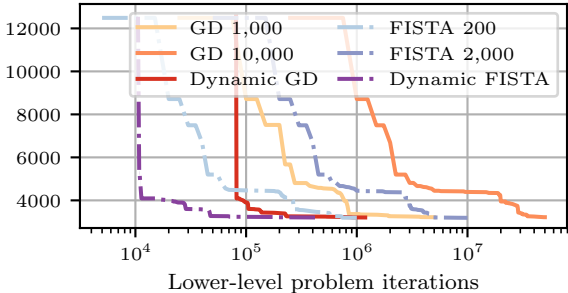 12000
10000
8000
6000
4000
GD 1,000
GD 10,000
Dynamic GD
FISTA 200
FISTA 2,000
Dynamic FISTA
10^4
10^5
10^6
10^7
Lower-level problem iterations